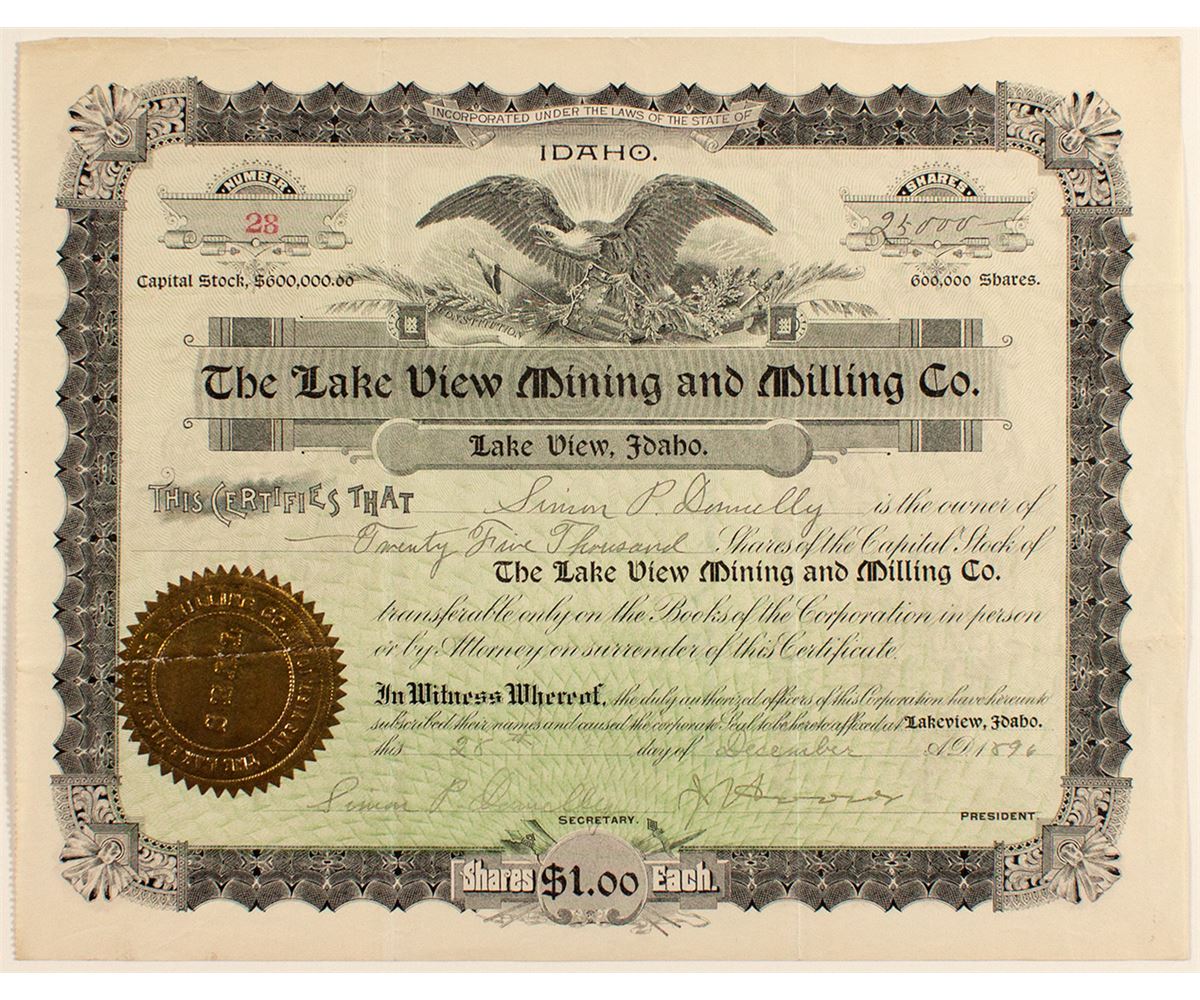 INCORPORATED UNDER THE LAWS OF THE STATE OF
IDAHO.
NUMBER
28
SHARES
25000
Capital Stock, $600,000.00
600,000 Shares.
CONSTITUTION
The Lake View Mining and Milling Co.
Lake View, Idaho.
THIS CERTIFIES THAT Simon P. Donnelly is the owner of
Twenty Five Thousand Shares of the Capital Stock of
The Lake View Mining and Milling Co.
transferable only on the Books of the Corporation in person
or by Attorney on surrender of this Certificate.
In Witness Whereof, the duly authorized officers of this Corporation have hereunto
subscribed their names and caused the corporate Seal to be hereto affixed at Lakeview, Idaho.
this 28th day of December A.D. 1896
Simon P. Donnelly
SECRETARY.
PRESIDENT.
Shares $1.00 Each.